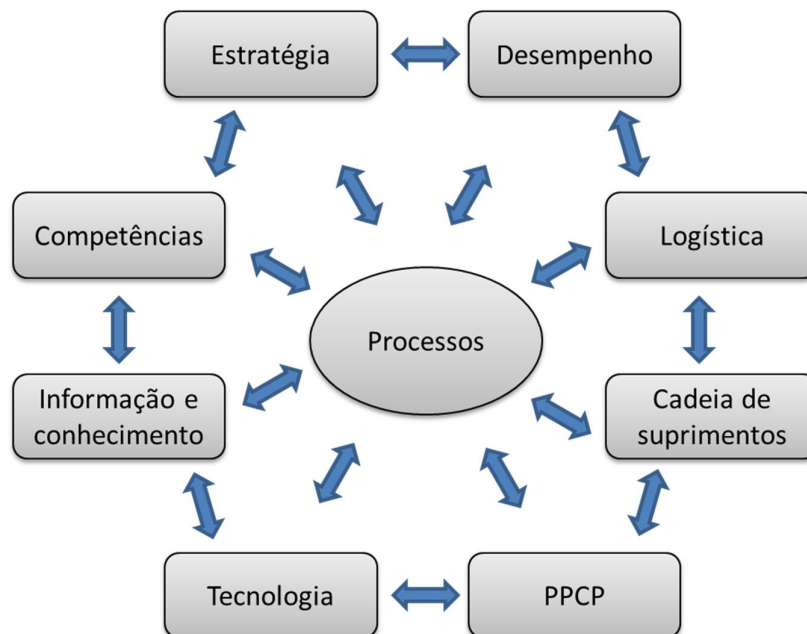 Estratégia
Desempenho
Competências
Logística
Processos
Informação e
conhecimento
Cadeia de
suprimentos
Tecnologia
PPCP